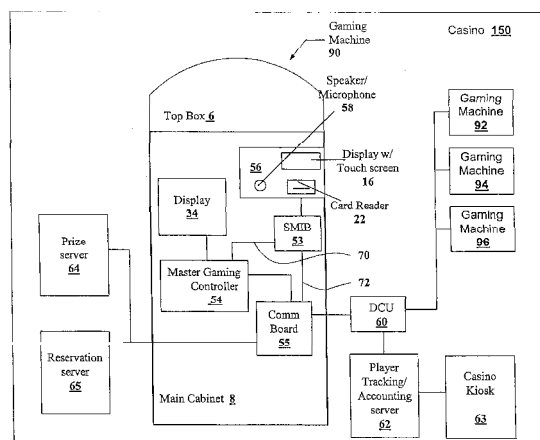 Gaming
Machine
90
Casino 150
Speaker/
Microphone
58
Top Box 6
Gaming
Machine
92
56
Display w/
Touch screen
16
Gaming
Machine
94
Card Reader
22
Display
34
SMIB
53
Gaming
Machine
96
Prize
server
64
70
Master Gaming
Controller
54
72
Comm
Board
55
DCU
60
Reservation
server
65
Player
Tracking/
Accounting
server
62
Casino
Kiosk
63
Main Cabinet 8